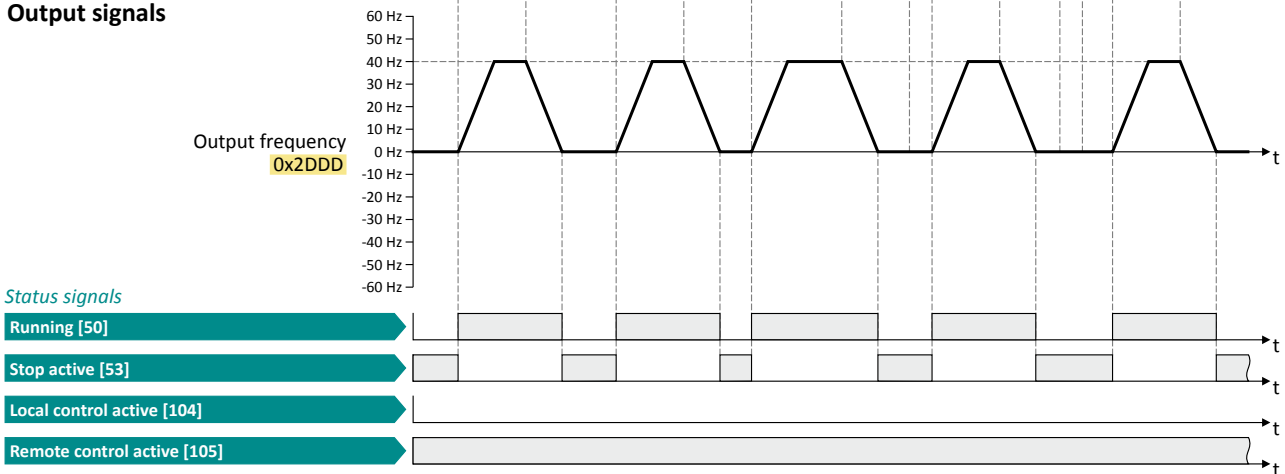 Output signals
60 Hz
50 Hz
40 Hz
30 Hz
20 Hz
10 Hz
0 Hz
-10 Hz
-20 Hz
-30 Hz
-40 Hz
-50 Hz
-60 Hz
Output frequency
0x2DDD
t
Status signals
Running [50]
t
Stop active [53]
t
Local control active [104]
t
Remote control active [105]
t